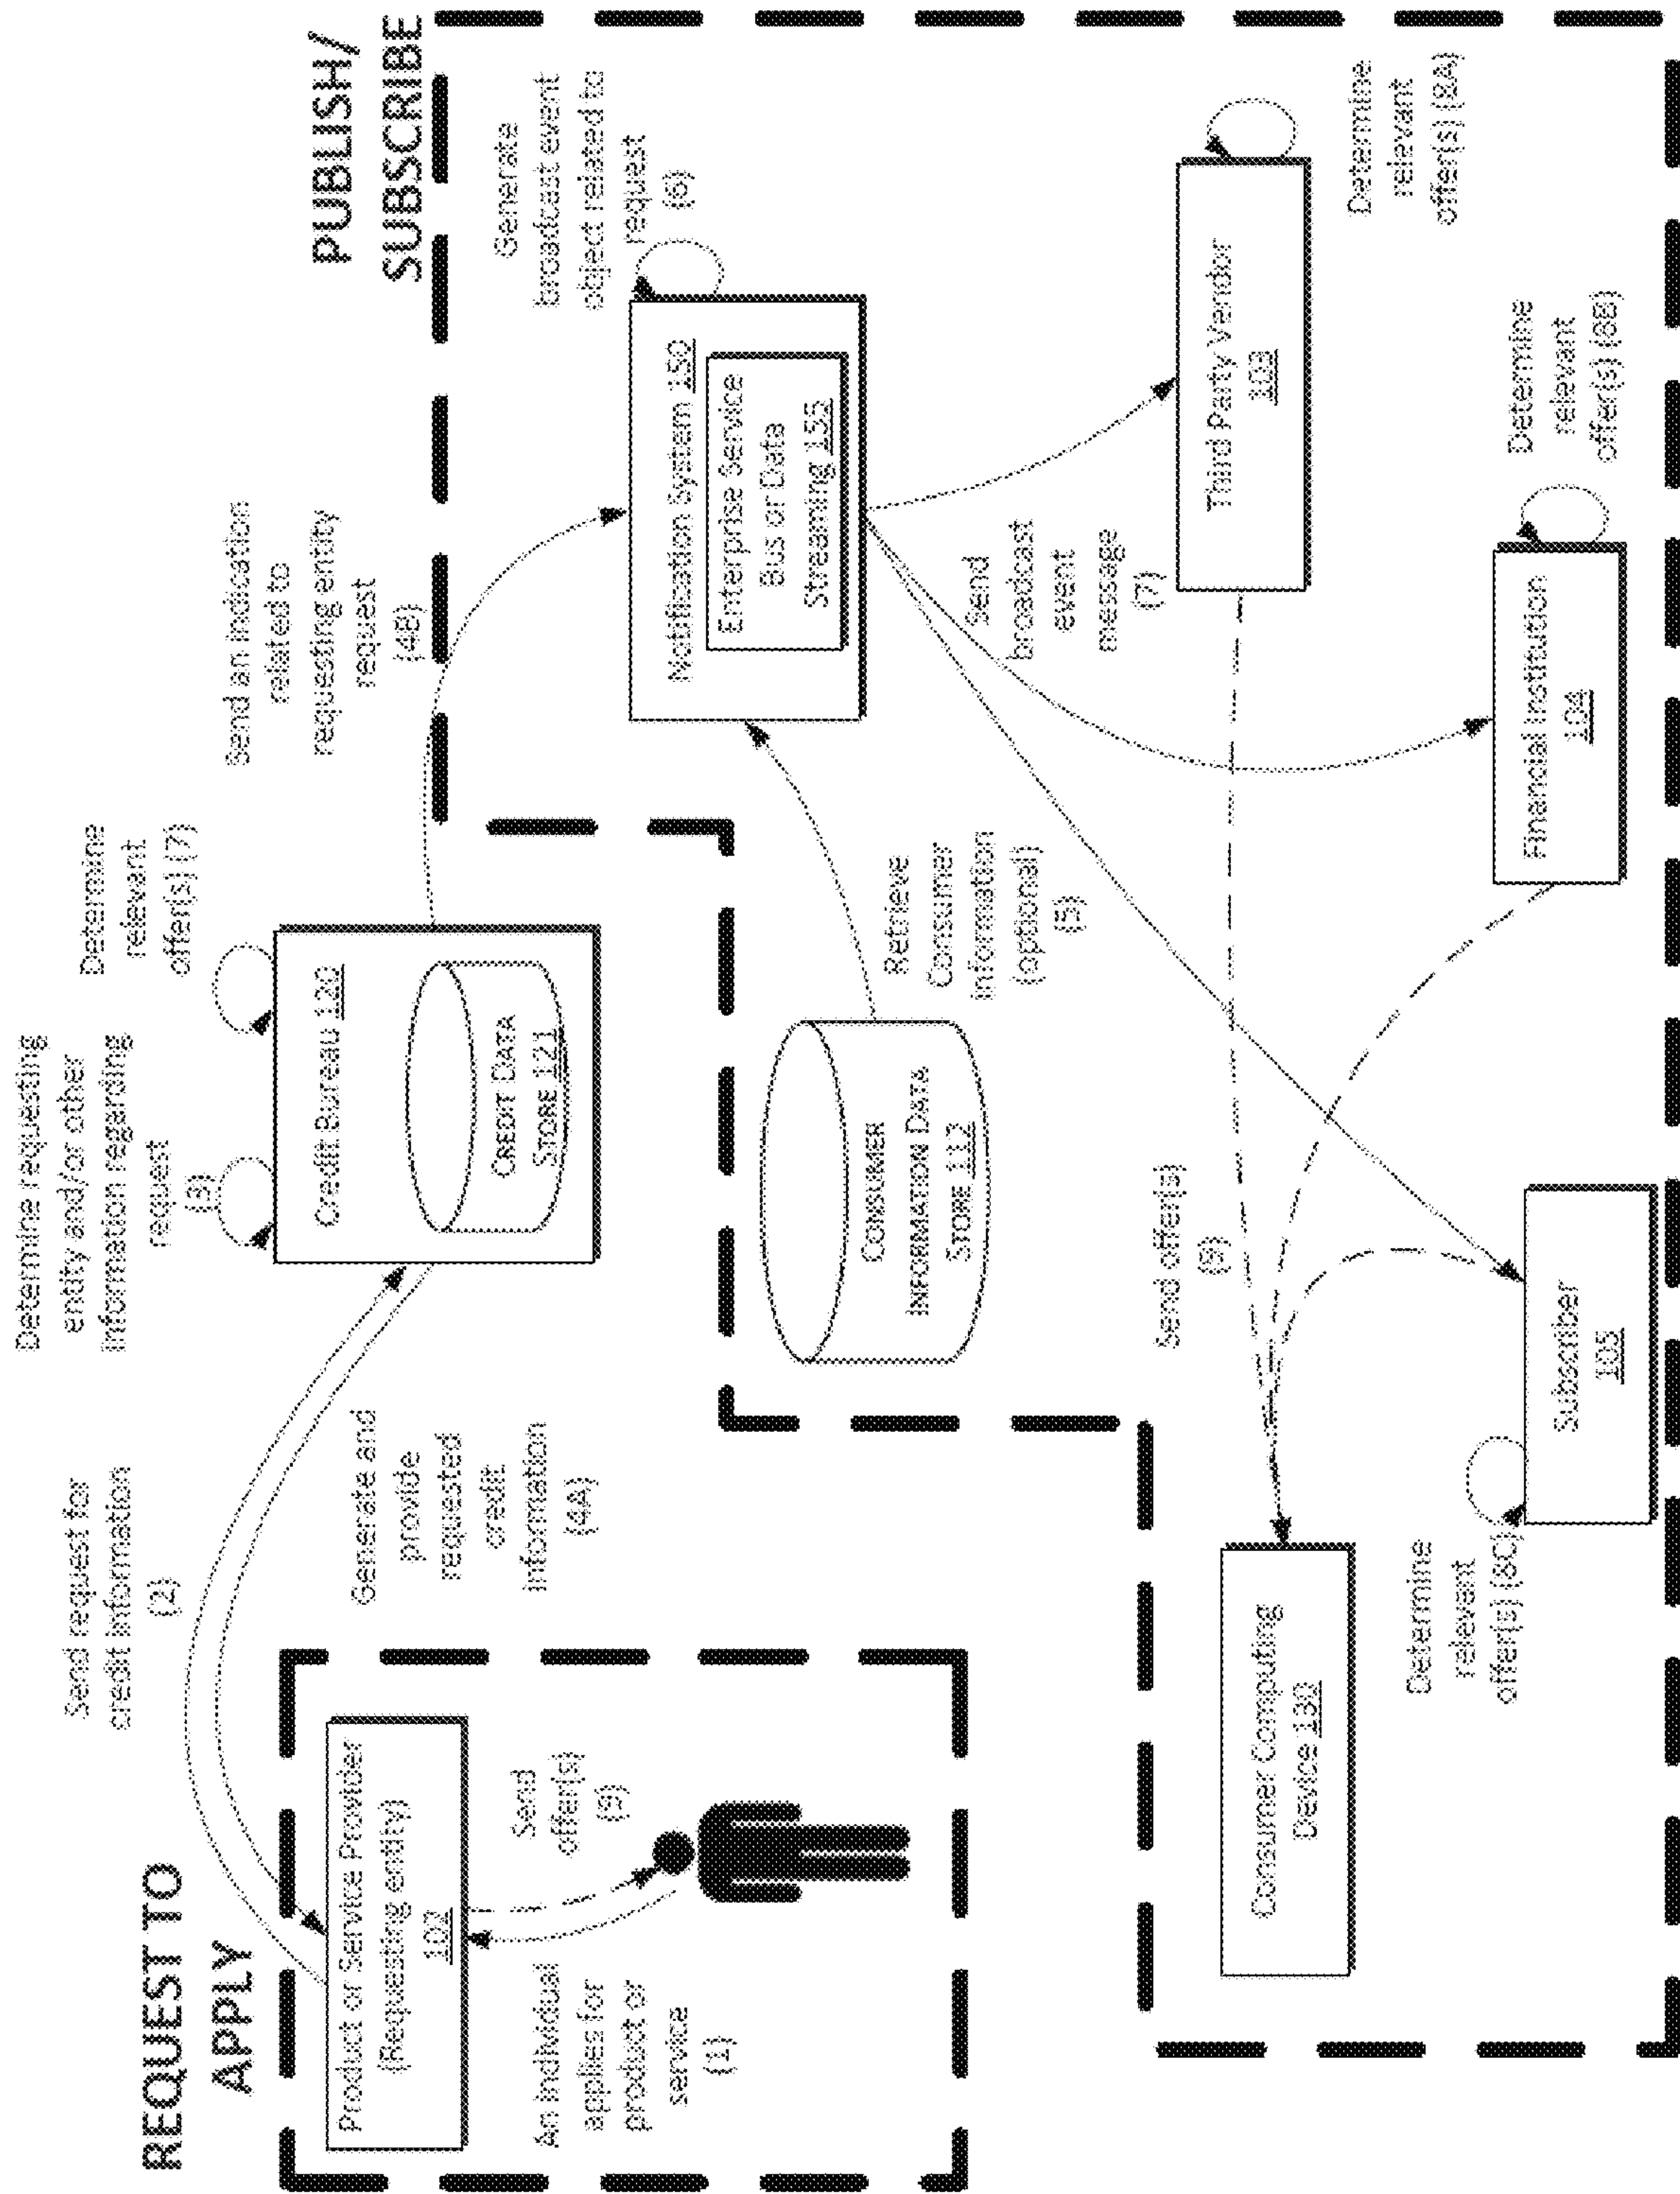 REQUEST TO
APPLY
Send request for
credit information
(2)
Determine requesting
entity and/or other
information regarding
request
(3)
Determine
relevant
offer(s) (7)
Send an indication
related to
requesting entity
request
(4B)
PUBLISH/
SUBSCRIBE
Product or Service Provider
(Requesting entity)
102
Send
offer(s)
(9)
An individual
applies for
product or
service
(1)
Generate and
provide
requested
credit
information
(4A)
Credit Bureau 120
CREDIT DATA
STORE 121
CONSUMER
INFORMATION DATA
STORE 112
Retrieve
Consumer
information
(optional)
(5)
Notification System 150
Enterprise Service
Bus or Data
Streaming 155
Generate
broadcast event
object related to
request
(6)
Send
broadcast
event
message
(7)
Third Party Vendor
103
Determine
relevant
offer(s) (8A)
Send offer(s)
(9)
Consumer Computing
Device 130
Determine
relevant
offer(s) (8C)
Subscriber
105
Financial Institution
104
Determine
relevant
offer(s) (8B)